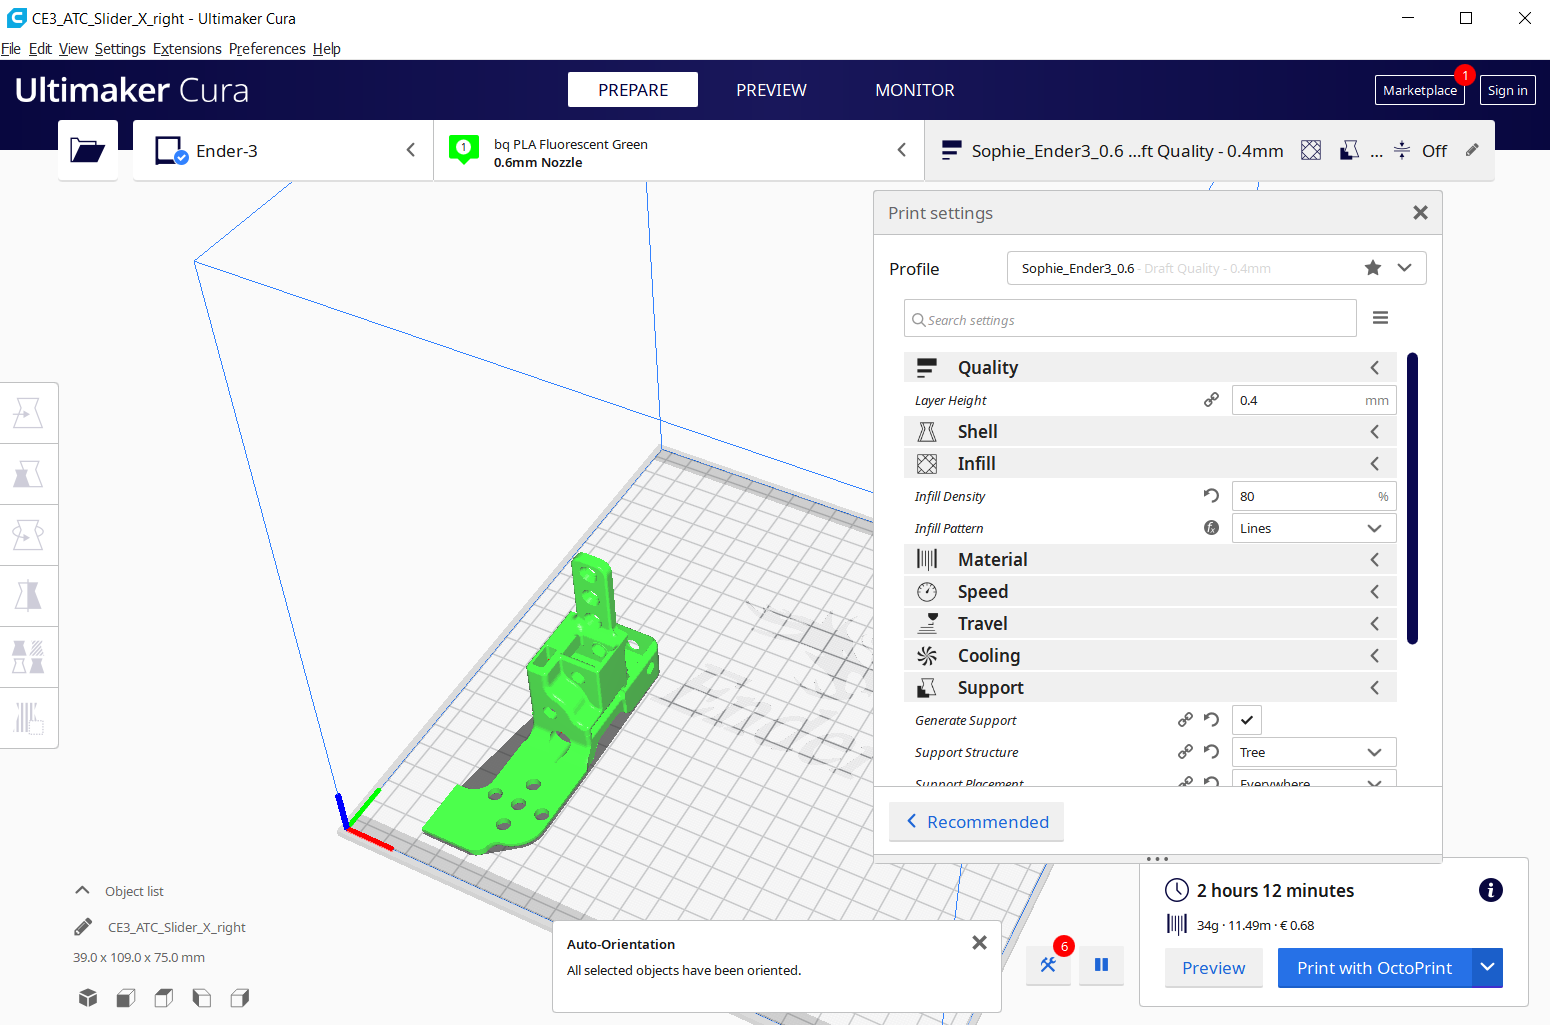 CE3_ATC_Slider_X_right - Ultimaker Cura
File Edit View Settings Extensions Preferences Help
Ultimaker Cura
PREPARE
PREVIEW
MONITOR
Marketplace
1
Sign in
Ender-3
1
bq PLA Fluorescent Green
0.6mm Nozzle
Sophie_Ender3_0.6 ...ft Quality - 0.4mm
...
Off
Print settings
Profile
Sophie_Ender3_0.6 - Draft Quality - 0.4mm
Search settings
Quality
Layer Height
0.4 mm
Shell
Infill
Infill Density
80 %
Infill Pattern
Lines
Material
Speed
Travel
Cooling
Support
Generate Support
Support Structure
Tree
Support Placement
Everywhere
Recommended
Object list
CE3_ATC_Slider_X_right
39.0 x 109.0 x 75.0 mm
Auto-Orientation
All selected objects have been oriented.
6
2 hours 12 minutes
34g · 11.49m · € 0.68
Preview
Print with OctoPrint